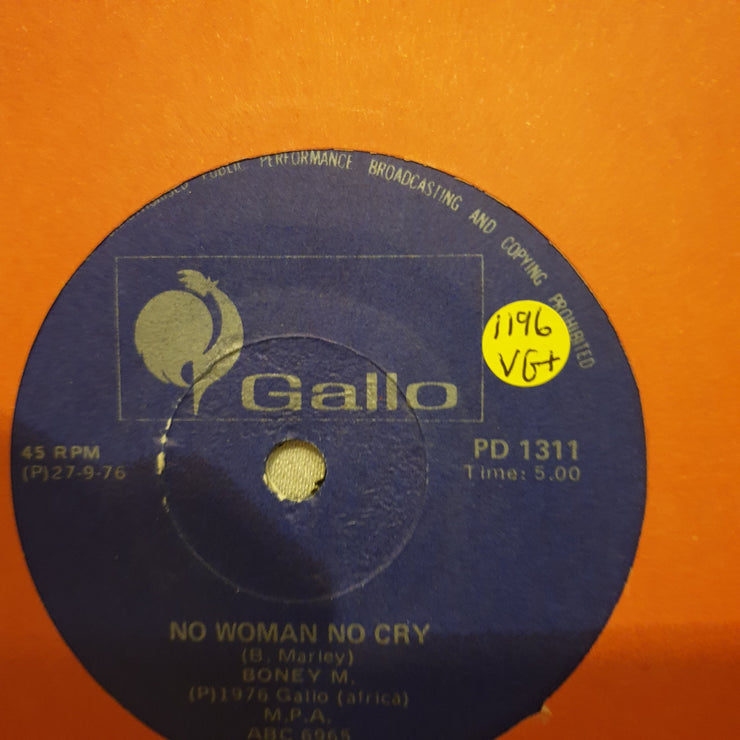 PUBLIC PERFORMANCE BROADCASTING AND COPYING PROHIBITED
Gallo
1196
VG+
45 RPM
(P)27-9-76
PD 1311
Time: 5.00
NO WOMAN NO CRY
(B. Marley)
BONEY M.
(P)1976 Gallo (africa)
M.P.A.
ABC 6965